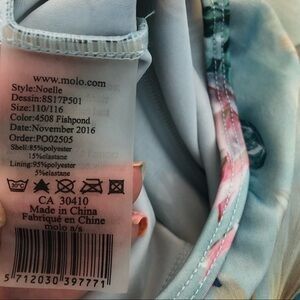 www.molo.com
Style:Noelle
Dessin:8S17P501
Size:110/116
Color:4508 Fishpond
Date:November 2016
Order:PO02505
Shell:85%polyester
15%elastane
Lining:95%polyester
5%elastane
CA 30410
Made in China
Fabriqué en Chine
molo a/s
5 712030 397771